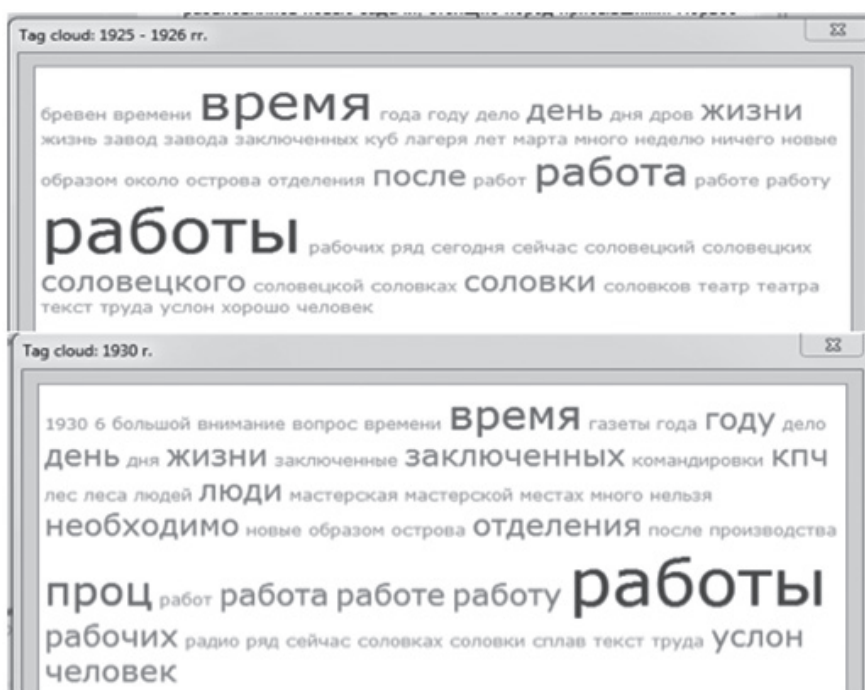 Tag cloud: 1925 - 1926 гг.
бревен времени время года году дело день дня дров жизни
жизнь завод завода заключенных куб лагеря лет марта много неделю ничего новые
образом около острова отделения после работ работа работе работу
работы рабочих ряд сегодня сейчас соловецкий соловецких
соловецкого соловецкой соловках соловки соловков театр театра
текст труда услон хорошо человек
Tag cloud: 1930 г.
1930 6 большой внимание вопрос времени время газеты года году дело
день дня жизни заключенные заключенных командировки кпч
лес леса людей люди мастерская мастерской местах много нельзя
необходимо новые образом острова отделения после производства
проц работ работа работе работу работы
рабочих радио ряд сейчас соловках соловки сплав текст труда услон
человек